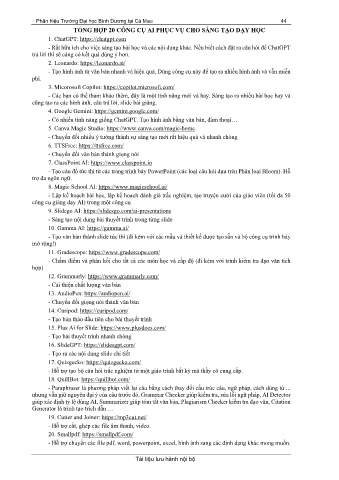 Phân hiệu Trường Đại học Bình Dương tại Cà Mau 44
TỔNG HỢP 20 CÔNG CỤ AI PHỤC VỤ CHO SÁNG TẠO DẠY HỌC
1. ChatGPT: https://chatgpt.com
- Rất hữu ích cho việc sáng tạo bài học và các nội dung khác. Nếu biết cách đặt ra câu hỏi để ChatGPT
trả lời thì sẽ càng có kết quả đúng ý hơn.
2. Leonardo: https://leonardo.ai/
- Tạo hình ảnh từ văn bản nhanh và hiệu quả. Dùng công cụ này để tạo ra nhiều hình ảnh và vẫn miễn
phí.
3. Micorosoft Copilot: https://copilot.microsoft.com/
- Các bạn có thể tham khảo thêm, đây là một tính năng mới và hay. Sáng tạo ra nhiều bài học hay và
cũng tạo ra các hình ảnh, câu trả lời, slide bài giảng.
4. Google Gemini: https://gemini.google.com/
- Có nhiều tính năng giống ChatGPT. Tạo hình ảnh bằng văn bản, đàm thoại…
5. Canva Magic Studio: https://www.canva.com/magic-home
- Chuyển đổi nhiều ý tưởng thành sự sáng tạo mới rất hiệu quả và nhanh chóng
6. TTSFree: https://ttsfree.com/
- Chuyển đổi văn bản thành giọng nói
7. ClassPoint AI: https://www.classpoint.io
- Tạo câu đố tức thì từ các trang trình bày PowerPoint (các loại câu hỏi dựa trên Phân loại Bloom). Hỗ
trợ đa ngôn ngữ.
8. Magic School AI: https://www.magicschool.ai/
- Lập kế hoạch bài học, lập kế hoạch đánh giá trắc nghiệm, tạo truyện cười của giáo viên (tối đa 50
công cụ giảng dạy AI) trong một công cụ
9. Slidego AI: https://slidesgo.com/ai-presentations
- Sáng tạo nội dung bài thuyết trình trong từng slide
10. Gamma AI: https://gamma.ai/
- Tạo văn bản thành slide tức thì (đi kèm với các mẫu và thiết kế được tạo sẵn và bộ công cụ trình bày
mở rộng!)
11. Gradescope: https://www.gradescope.com/
- Chấm điểm và phản hồi cho tất cả các môn học và cấp độ (đi kèm với trình kiểm tra đạo văn tích
hợp)
12. Grammarly: https://www.grammarly.com/
- Cải thiện chất lượng văn bản
13. AudioPen: https://audiopen.ai/
- Chuyển đổi giọng nói thành văn bản
14. Curipod: https://curipod.com/
- Tạo bản thảo đầu tiên cho bài thuyết trình
15. Plus Ai for Slide: https://www.plusdocs.com/
- Tạo bài thuyết trình nhanh chóng
16. SlideGPT: https://slidesgpt.com/
- Tạo ra các nội dung slide chi tiết
17. Quizgecko: https://quizgecko.com/
- Hỗ trợ tạo bộ câu hỏi trắc nghiệm từ một giáo trình bất kỳ mà thầy cô cung cấp.
18. QuillBot: https://quillbot.com/
- Paraphraser là phương pháp viết lại câu bằng cách thay đổi cấu trúc câu, ngữ pháp, cách dùng từ ...
nhưng vẫn giữ nguyên đại ý của câu trước đó, Grammar Checker giúp kiểm tra, sửa lỗi ngữ pháp, AI Detector
giúp xác định tỷ lệ dùng AI, Summarizer giúp tóm tắt văn bản, Plagiarism Checker kiểm tra đạo văn, Citation
Generator là trình tạo trích dẫn …
19. Cutter and Joiner: https://mp3cut.net/
- Hỗ trợ cắt, ghép các file âm thanh, video.
20. Smallpdf: https://smallpdf.com/
- Hỗ trợ chuyển các file pdf, word, powerpoint, excel, hình ảnh sang các định dạng khác mong muốn.
Tài liệu lưu hành nội bộ